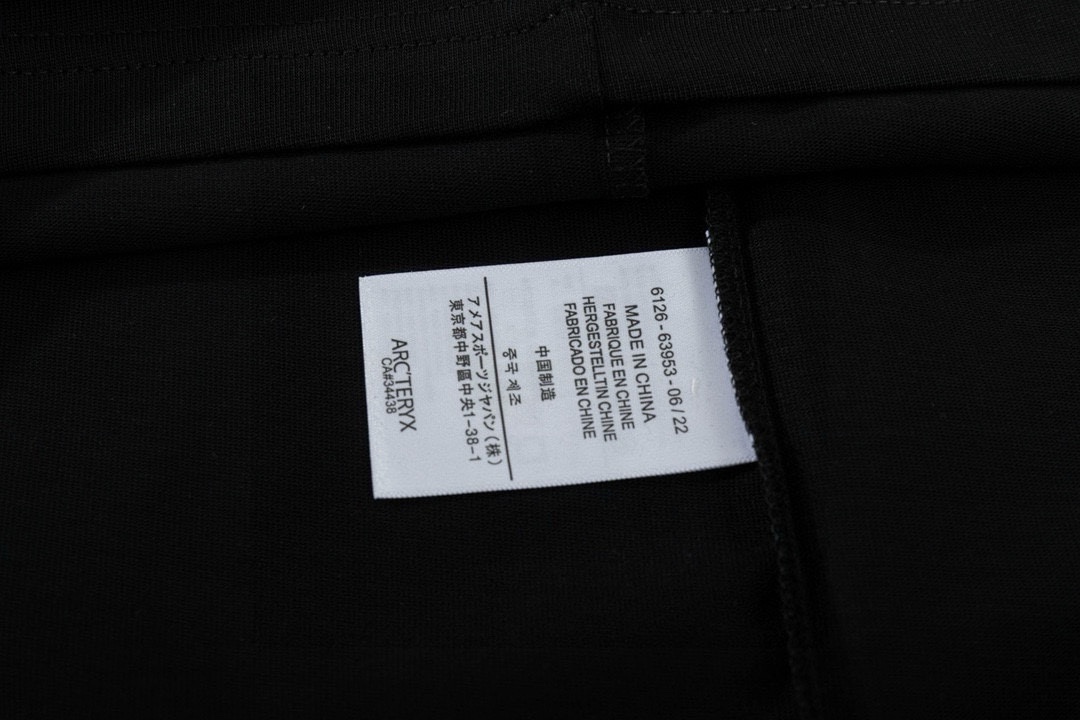 6126 - 63953 - 06 / 22
MADE IN CHINA
FABRIQUE EN CHINE
HERGESTELLTIN CHINE
FABRICADO EN CHINE
中国制造
중국 제조
アメアスポーツジャパン(株)
東京都中野區中央1-38-1
ARC'TERYX
CA#34438